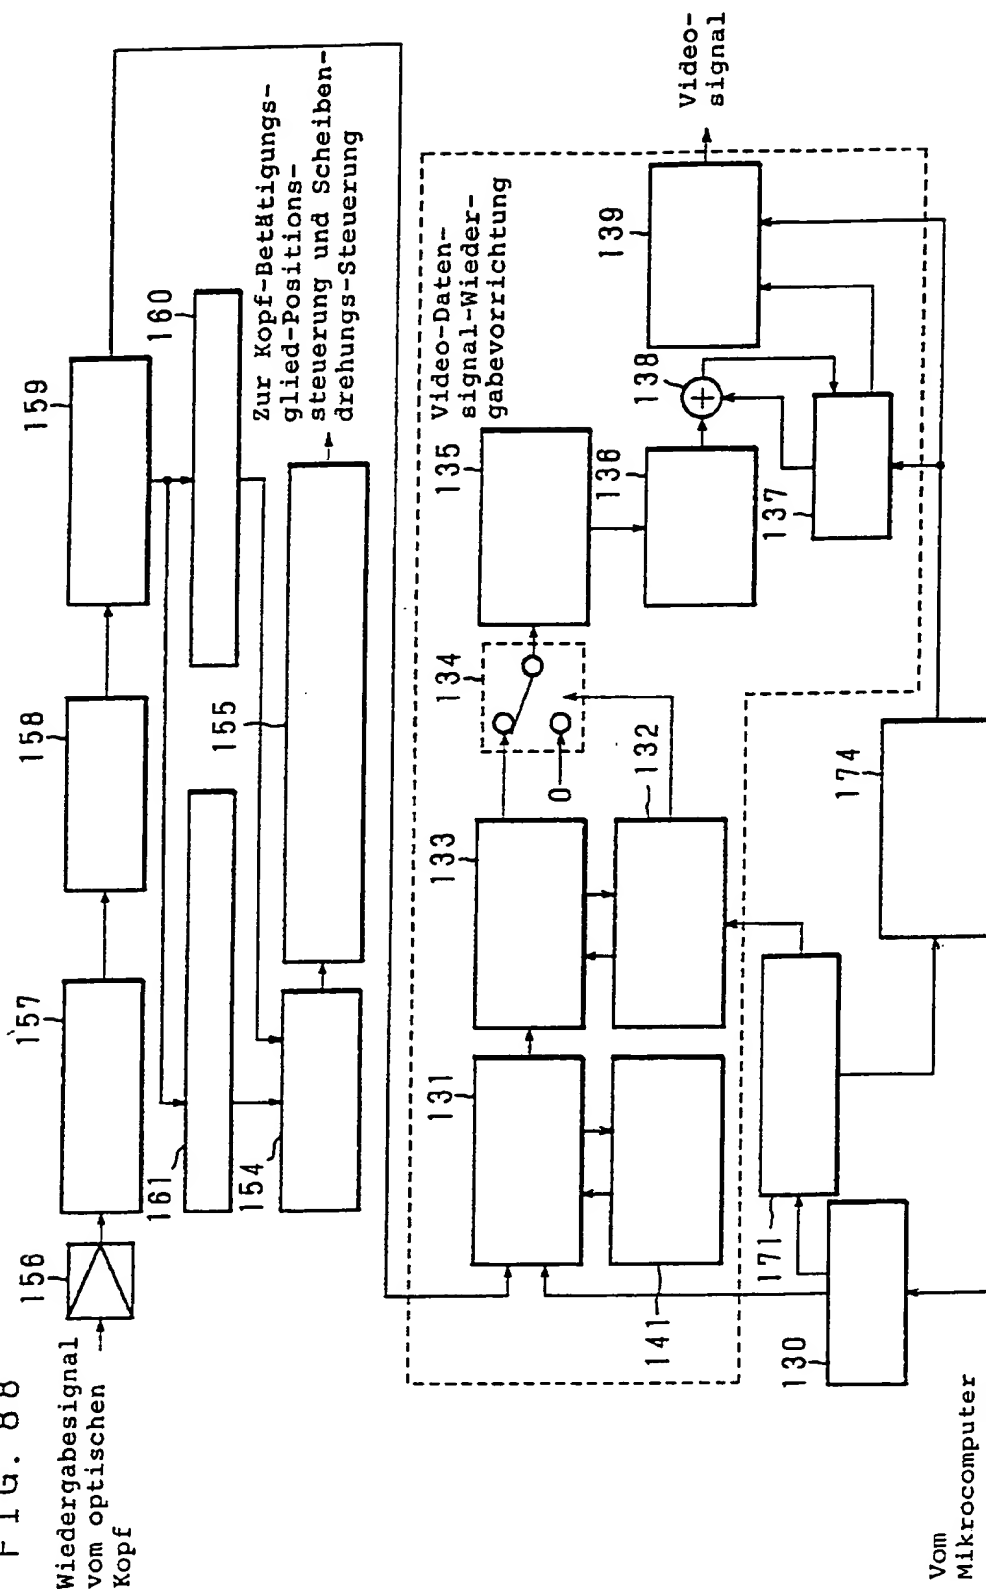 FIG. 88
Wiedergabesignal
vom optischen
Kopf
156
157
158
159
161
160
154
155
Zur Kopf-Betätigungs-
glied-Positions-
steuerung und Scheiben-
drehungs-Steuerung
Video-Daten-
signal-Wieder-
gabevorrichtung
131
133
134
135
0
141
132
136
138
137
139
Video-
signal
171
130
174
Vom
Mikrocomputer